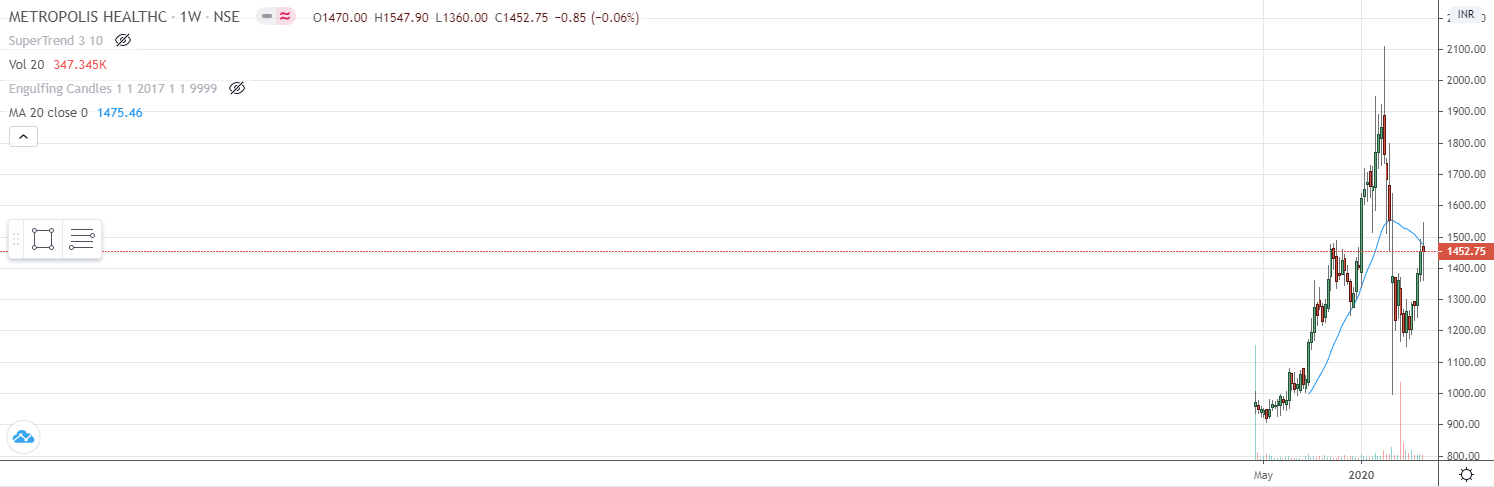 METROPOLIS HEALTHC · 1W · NSE O1470.00 H1547.90 L1360.00 C1452.75 −0.85 (−0.06%)
INR
SuperTrend 3 10
Vol 20 347.345K
Engulfing Candles 1 1 2017 1 1 9999
MA 20 close 0 1475.46
2100.00
2000.00
1900.00
1800.00
1700.00
1600.00
1500.00
1452.75
1400.00
1300.00
1200.00
1100.00
1000.00
900.00
800.00
May 2020